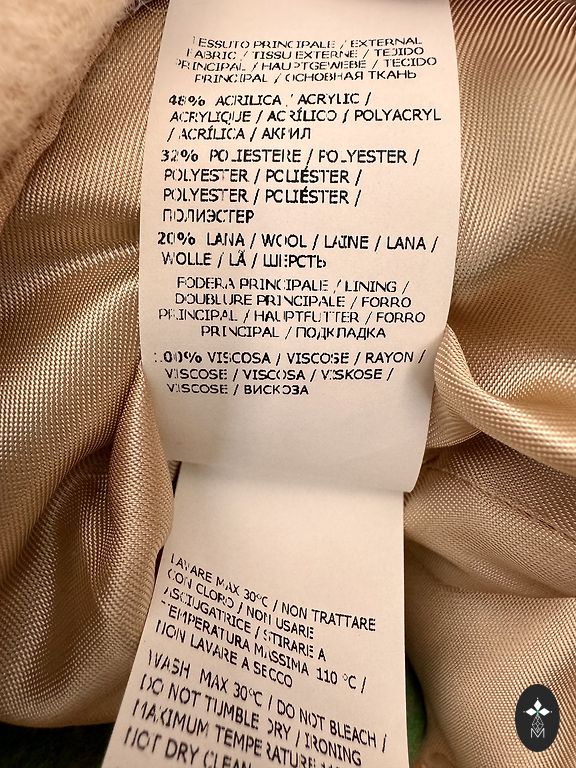 TESSUTO PRINCIPALE / EXTERNAL
FABRIC / TISSU EXTERNE / TEJIDO
PRINCIPAL / HAUPTGEWEBE / TECIDO
PRINCIPAL / ОСНОВНАЯ ТКАНЬ
48% ACRILICA / ACRYLIC /
ACRYLIQUE / ACRÍLICO / POLYACRYL
/ ACRÍLICA / АКРИЛ
32% POLIESTERE / POLYESTER /
POLYESTER / POLIÉSTER /
POLYESTER / POLIÉSTER /
ПОЛИЭСТЕР
20% LANA / WOOL / LAINE / LANA /
WOLLE / LÃ / ШЕРСТЬ
FODERA PRINCIPALE / LINING /
DOUBLURE PRINCIPALE / FORRO
PRINCIPAL / HAUPTFUTTER / FORRO
PRINCIPAL / ПОДКЛАДКА
100% VISCOSA / VISCOSE / RAYON /
VISCOSE / VISCOSA / VISKOSE /
VISCOSE / ВИСКОЗА
LAVARE MAX 30°C / NON TRATTARE
CON CLORO / NON USARE
ASCIUGATRICE / STIRARE A
TEMPERATURA MASSIMA 110 °C /
NON LAVARE A SECCO
WASH MAX 30°C / DO NOT BLEACH /
DO NOT TUMBLE DRY / IRONING
MAXIMUM TEMPERATURE
NOT DRY CLEAN
M